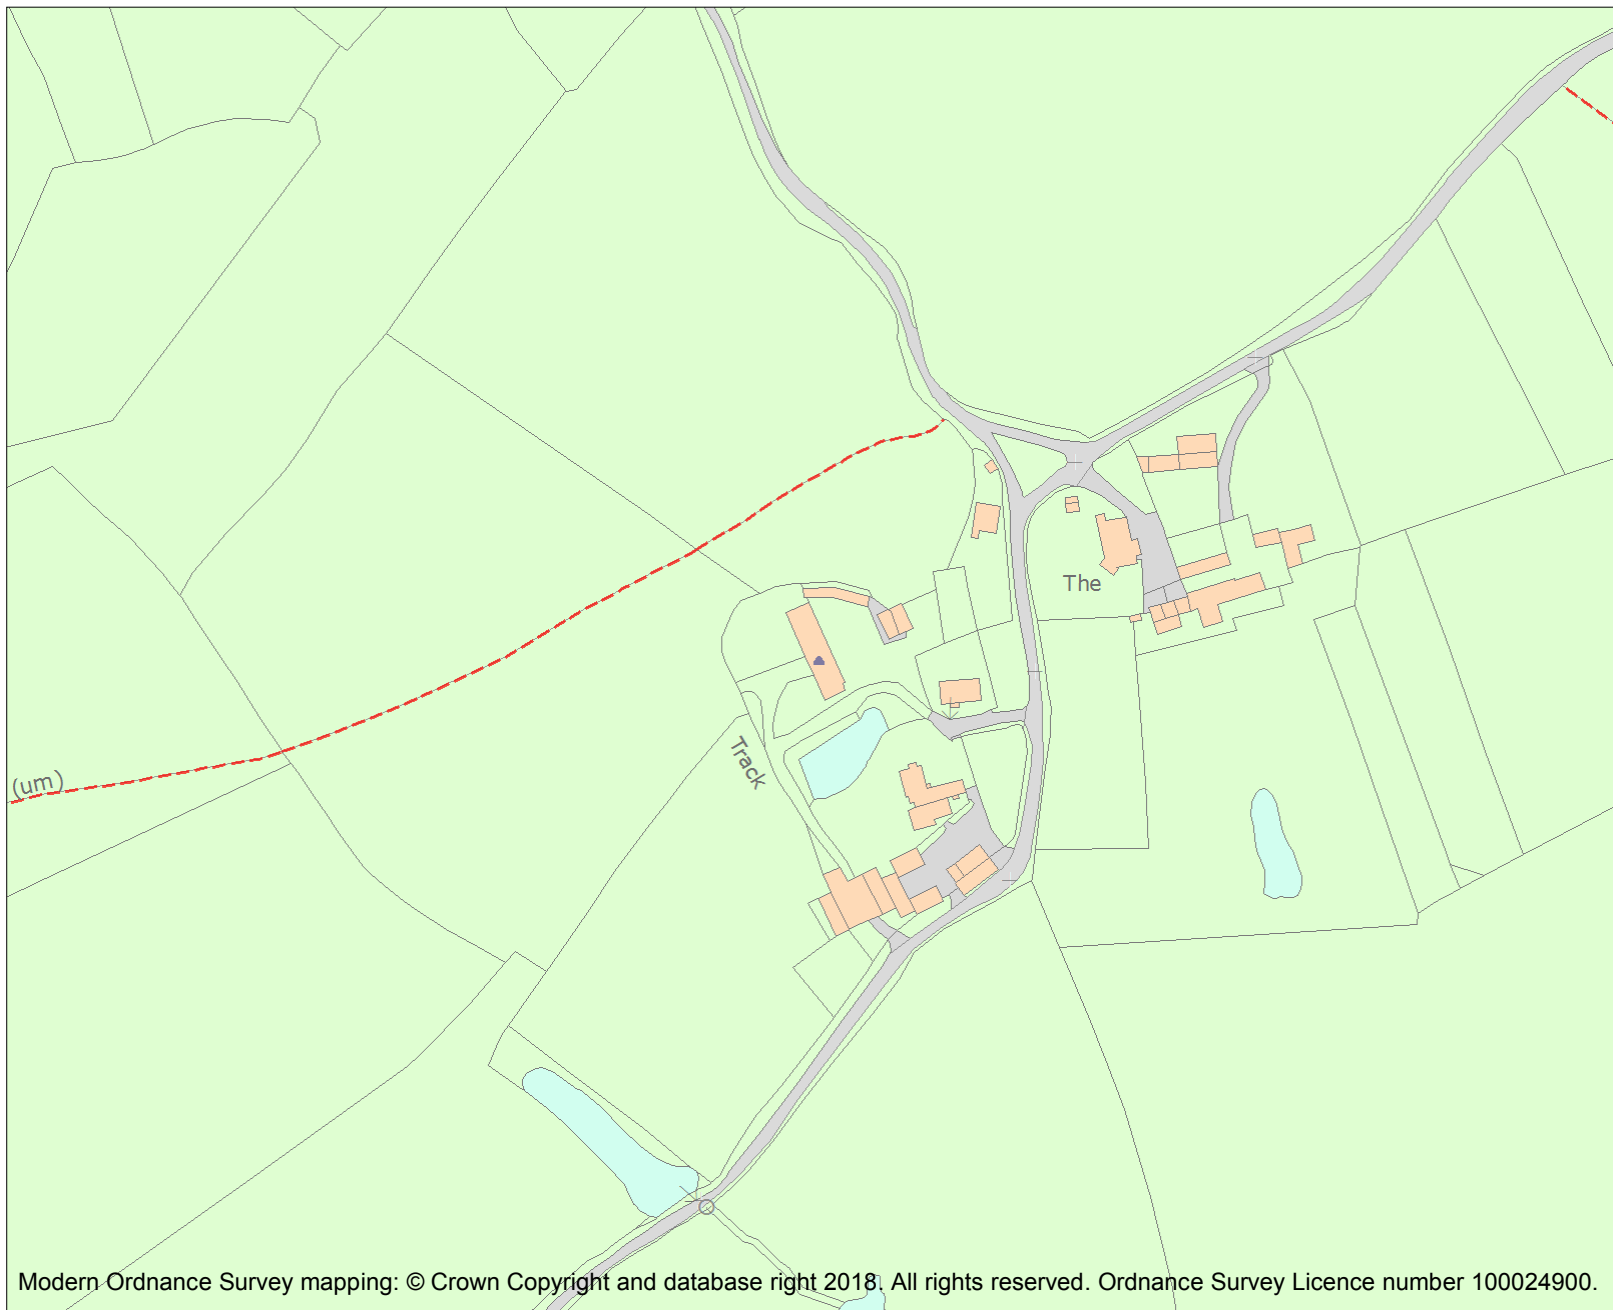 The
Track
(um)
Modern Ordnance Survey mapping: © Crown Copyright and database right 2018. All rights reserved. Ordnance Survey Licence number 100024900.